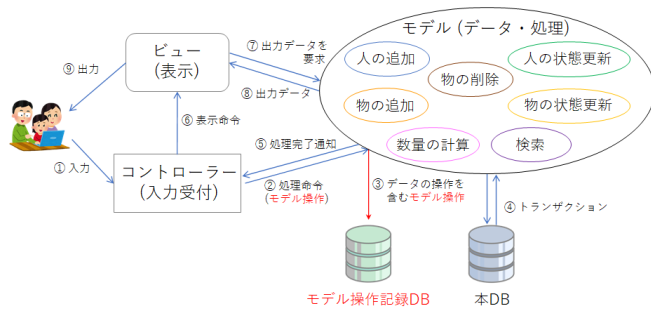 モデル (データ・処理)
ビュー
(表示)
⑦ 出力データを
要求
人の追加
人の状態更新
物の削除
⑨ 出力
⑧ 出力データ
物の追加
物の状態更新
⑥ 表示命令
⑤ 処理完了通知
数量の計算
検索
① 入力
コントローラー
(入力受付)
② 処理命令
(モデル操作)
③ データの操作を
含むモデル操作
④ トランザクション
モデル操作記録DB
本DB